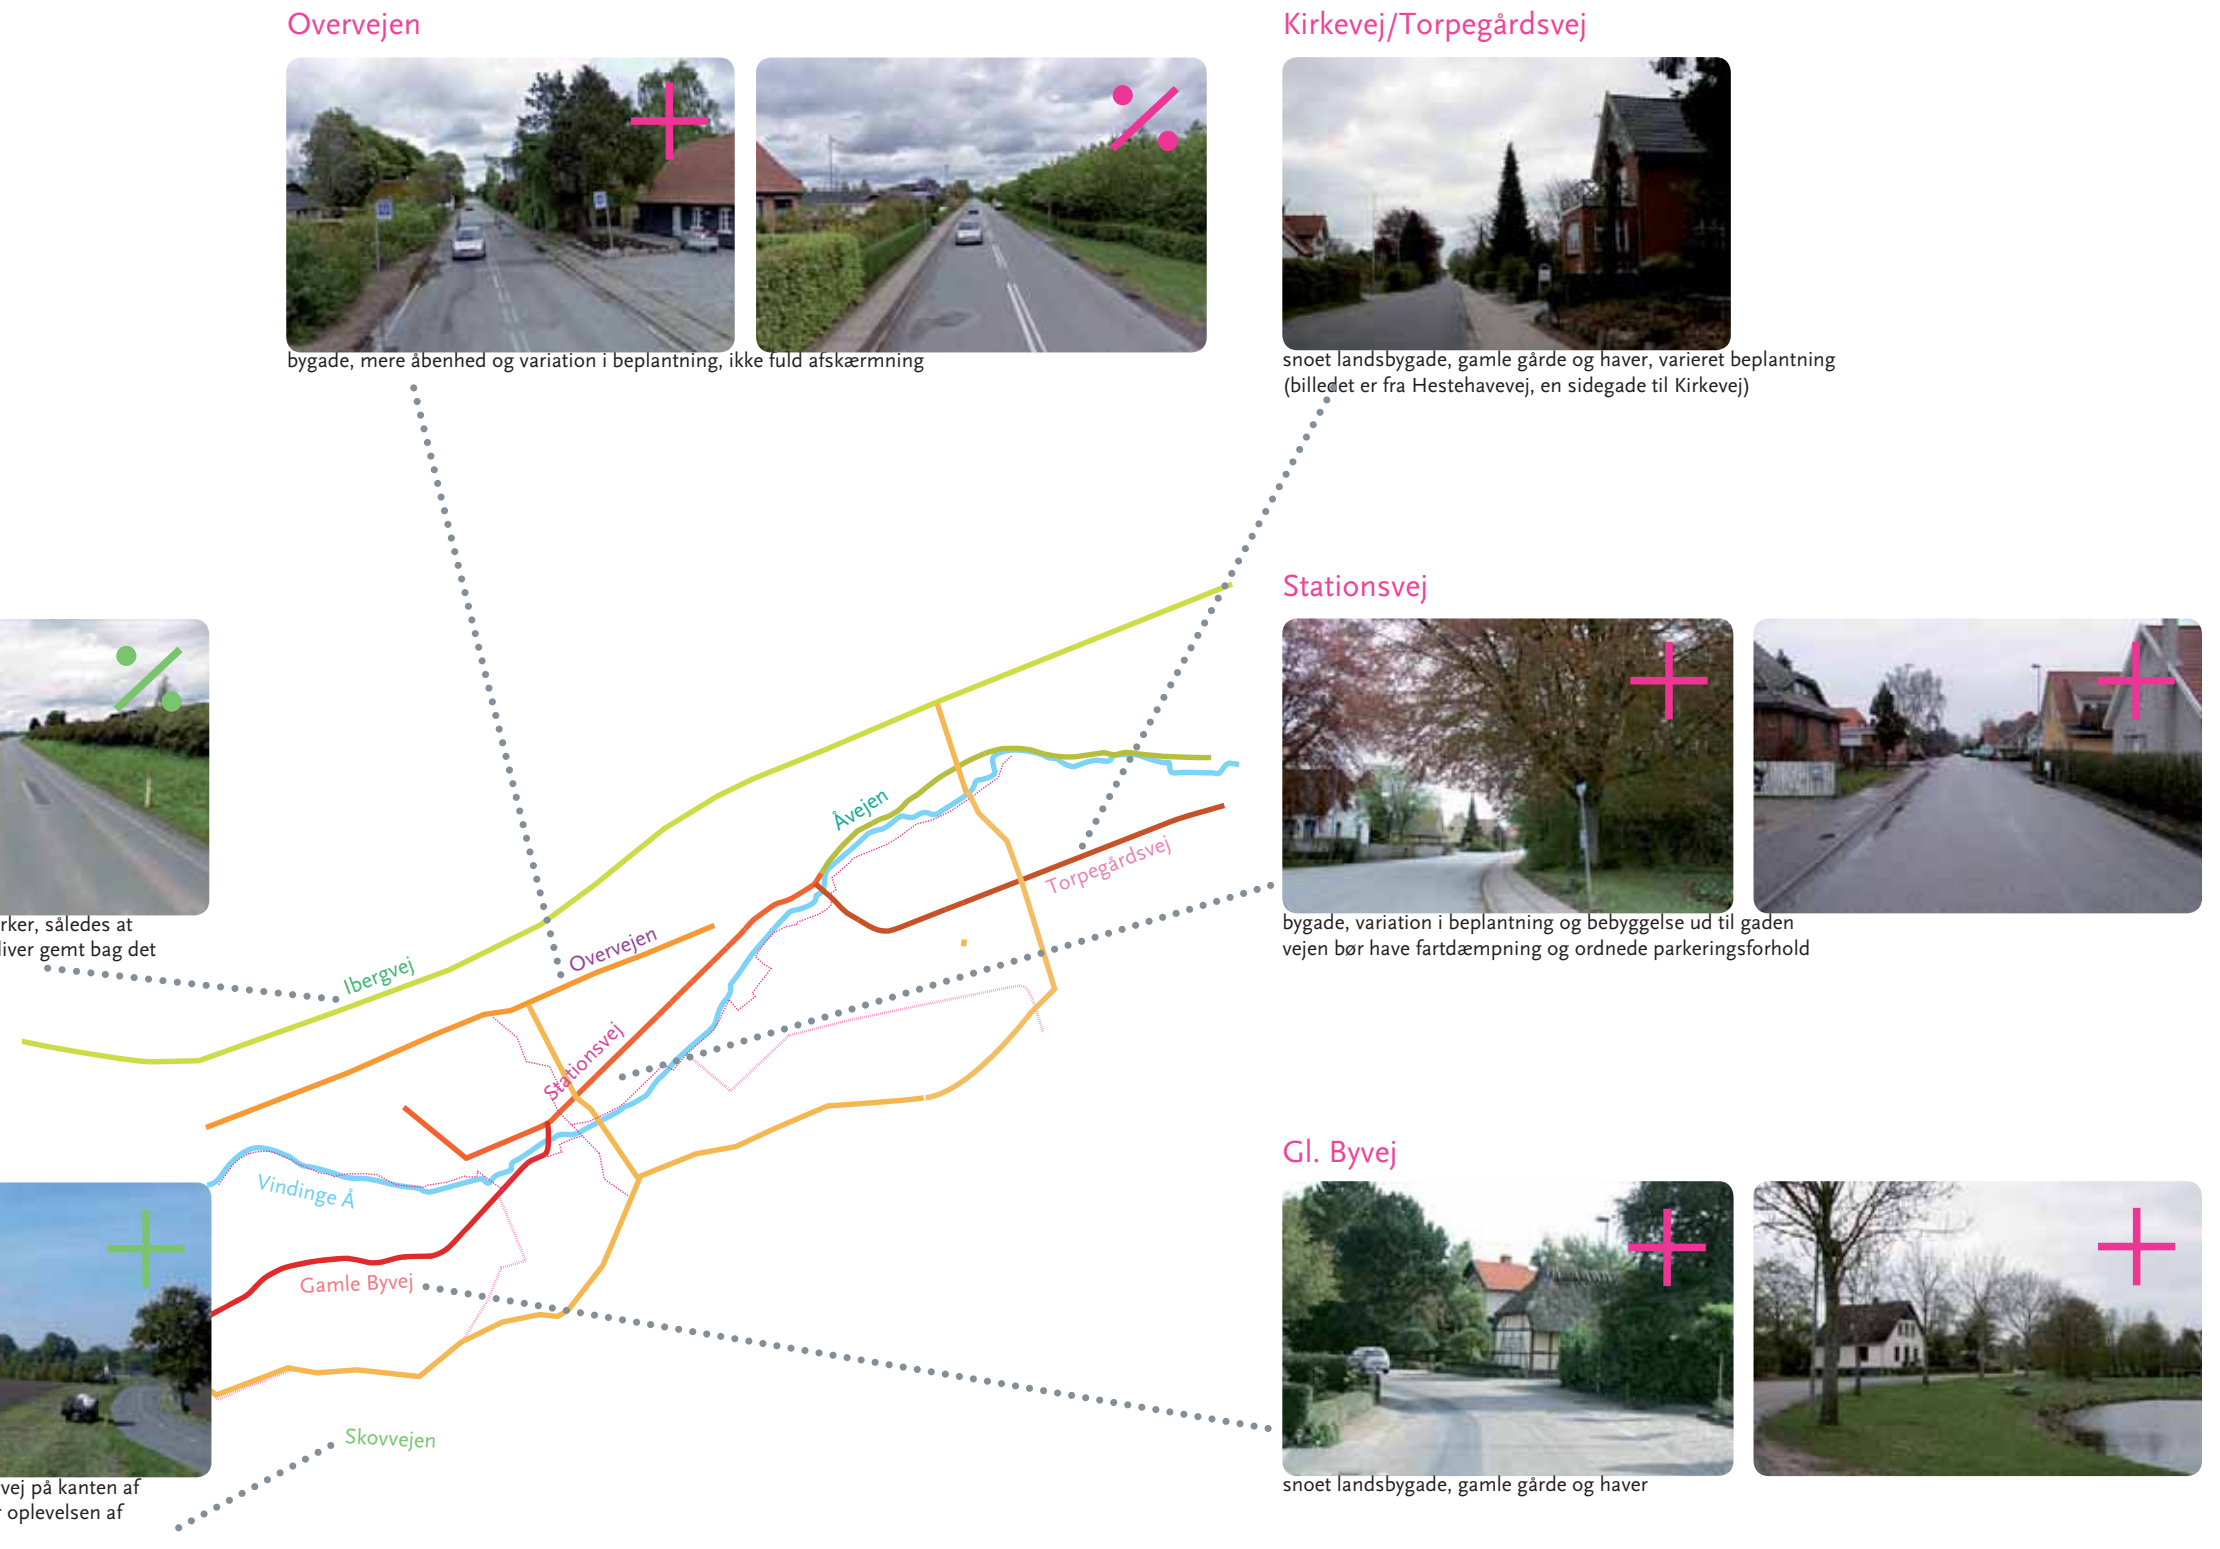 Overvejen
bygade, mere åbenhed og variation i beplantning, ikke fuld afskærmning
Kirkevej/Torpegårdsvej
snoet landsbygade, gamle gårde og haver, varieret beplantning
(billedet er fra Hestehavevej, en sidegade til Kirkevej)
Stationsvej
bygade, variation i beplantning og bebyggelse ud til gaden
vejen bør have fartdæmpning og ordnede parkeringsforhold
rker, således at
liver gemt bag det
Åvejen
Torpegårdsvej
Overvejen
Ibergvej
Stationsvej
Vindinge Å
Gamle Byvej
Skovvejen
Gl. Byvej
snoet landsbygade, gamle gårde og haver
vej på kanten af
r oplevelsen af